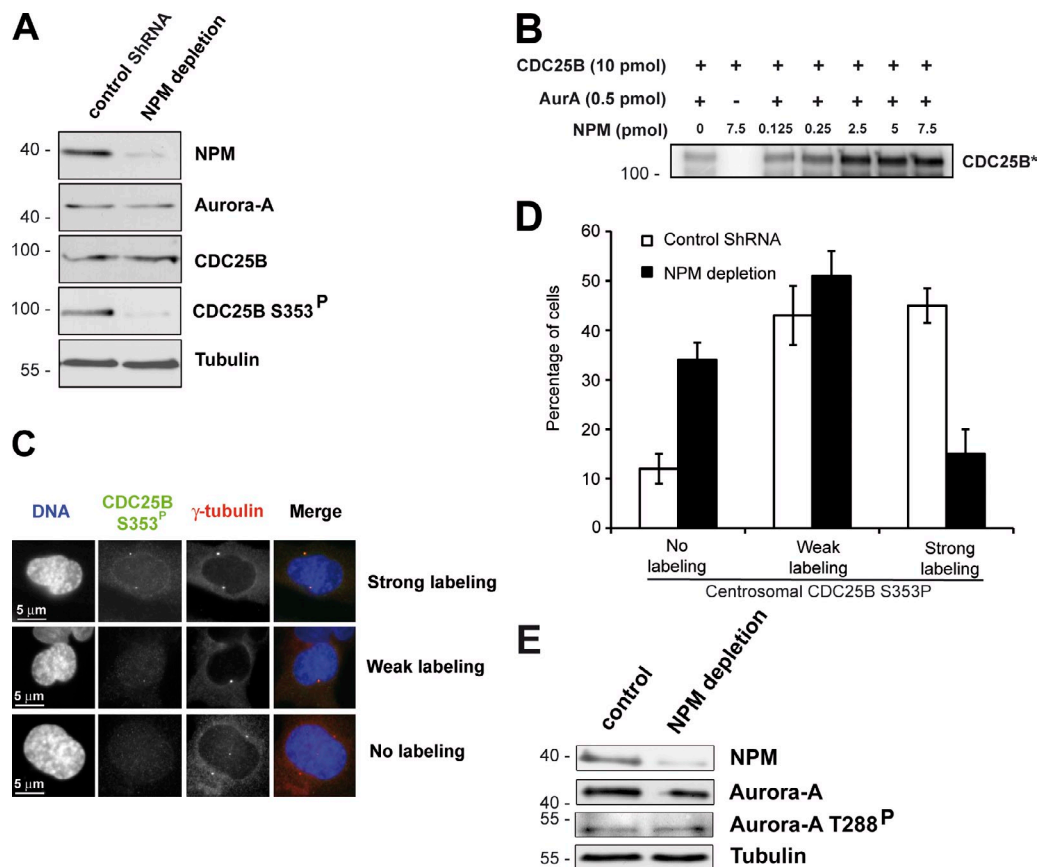 A
control ShRNA
NPM depletion
40 - NPM
40 - Aurora-A
100 - CDC25B
100 - CDC25B S353P
55 - Tubulin
B
CDC25B (10 pmol) + + + + + + +
AurA (0.5 pmol) + - + + + + +
NPM (pmol) 0 7.5 0.125 0.25 2.5 5 7.5
100 - CDC25B*
C
DNA CDC25B S353P γ-tubulin Merge
5 µm Strong labeling
5 µm Weak labeling
5 µm No labeling
D
Percentage of cells
60
50
40
30
20
10
0
Control ShRNA
NPM depletion
No labeling Weak labeling Strong labeling
Centrosomal CDC25B S353P
E
control
NPM depletion
40 - NPM
40 - Aurora-A
55 - Aurora-A T288P
55 - Tubulin